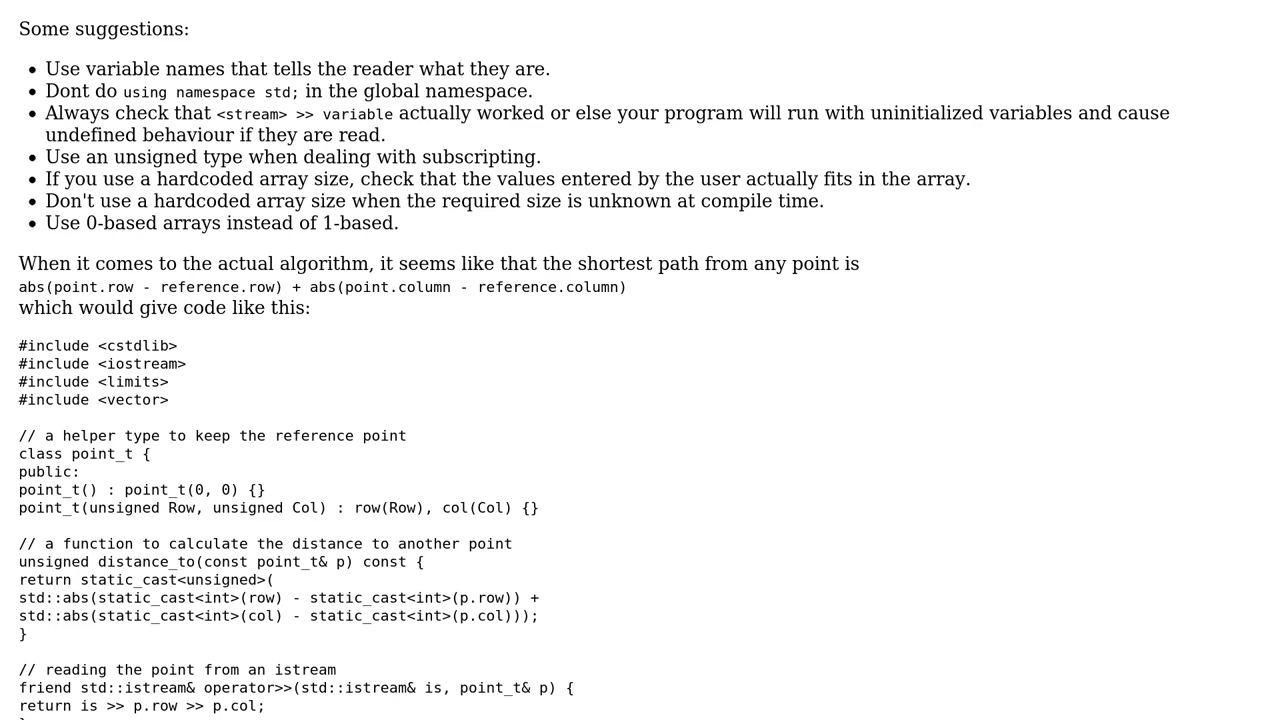 Some suggestions:
• Use variable names that tells the reader what they are.
• Dont do using namespace std; in the global namespace.
• Always check that <stream> >> variable actually worked or else your program will run with uninitialized variables and cause
undefined behaviour if they are read.
• Use an unsigned type when dealing with subscripting.
• If you use a hardcoded array size, check that the values entered by the user actually fits in the array.
• Don't use a hardcoded array size when the required size is unknown at compile time.
• Use 0-based arrays instead of 1-based.
When it comes to the actual algorithm, it seems like that the shortest path from any point is
abs(point.row - reference.row) + abs(point.column - reference.column)
which would give code like this:
#include <cstdlib>
#include <iostream>
#include <limits>
#include <vector>
// a helper type to keep the reference point
class point_t {
public:
point_t() : point_t(0, 0) {}
point_t(unsigned Row, unsigned Col) : row(Row), col(Col) {}
// a function to calculate the distance to another point
unsigned distance_to(const point_t& p) const {
return static_cast<unsigned>(
std::abs(static_cast<int>(row) - static_cast<int>(p.row)) +
std::abs(static_cast<int>(col) - static_cast<int>(p.col)));
}
// reading the point from an istream
friend std::istream& operator>>(std::istream& is, point_t& p) {
return is >> p.row >> p.col;